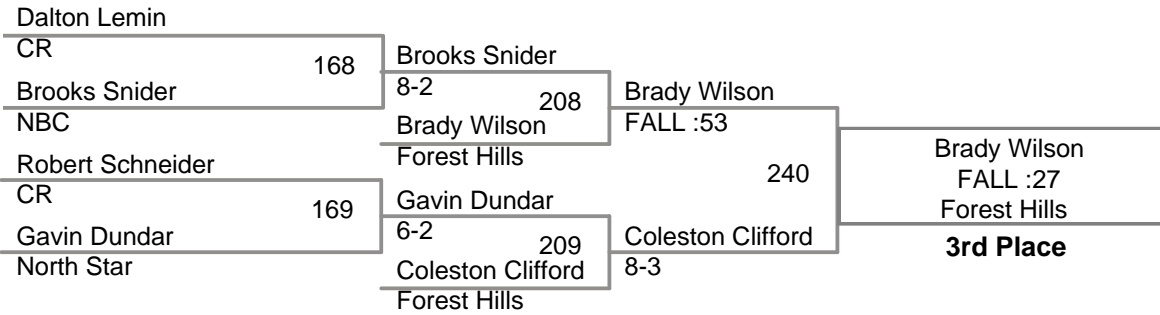 Dalton Lemin
CR
168
Brooks Snider
NBC
Robert Schneider
CR
169
Gavin Dundar
North Star
Brooks Snider
8-2
208
Brady Wilson
Forest Hills
Gavin Dundar
6-2
209
Coleston Clifford
Forest Hills
Brady Wilson
FALL :53
240
Coleston Clifford
8-3
Brady Wilson
FALL :27
Forest Hills
3rd Place